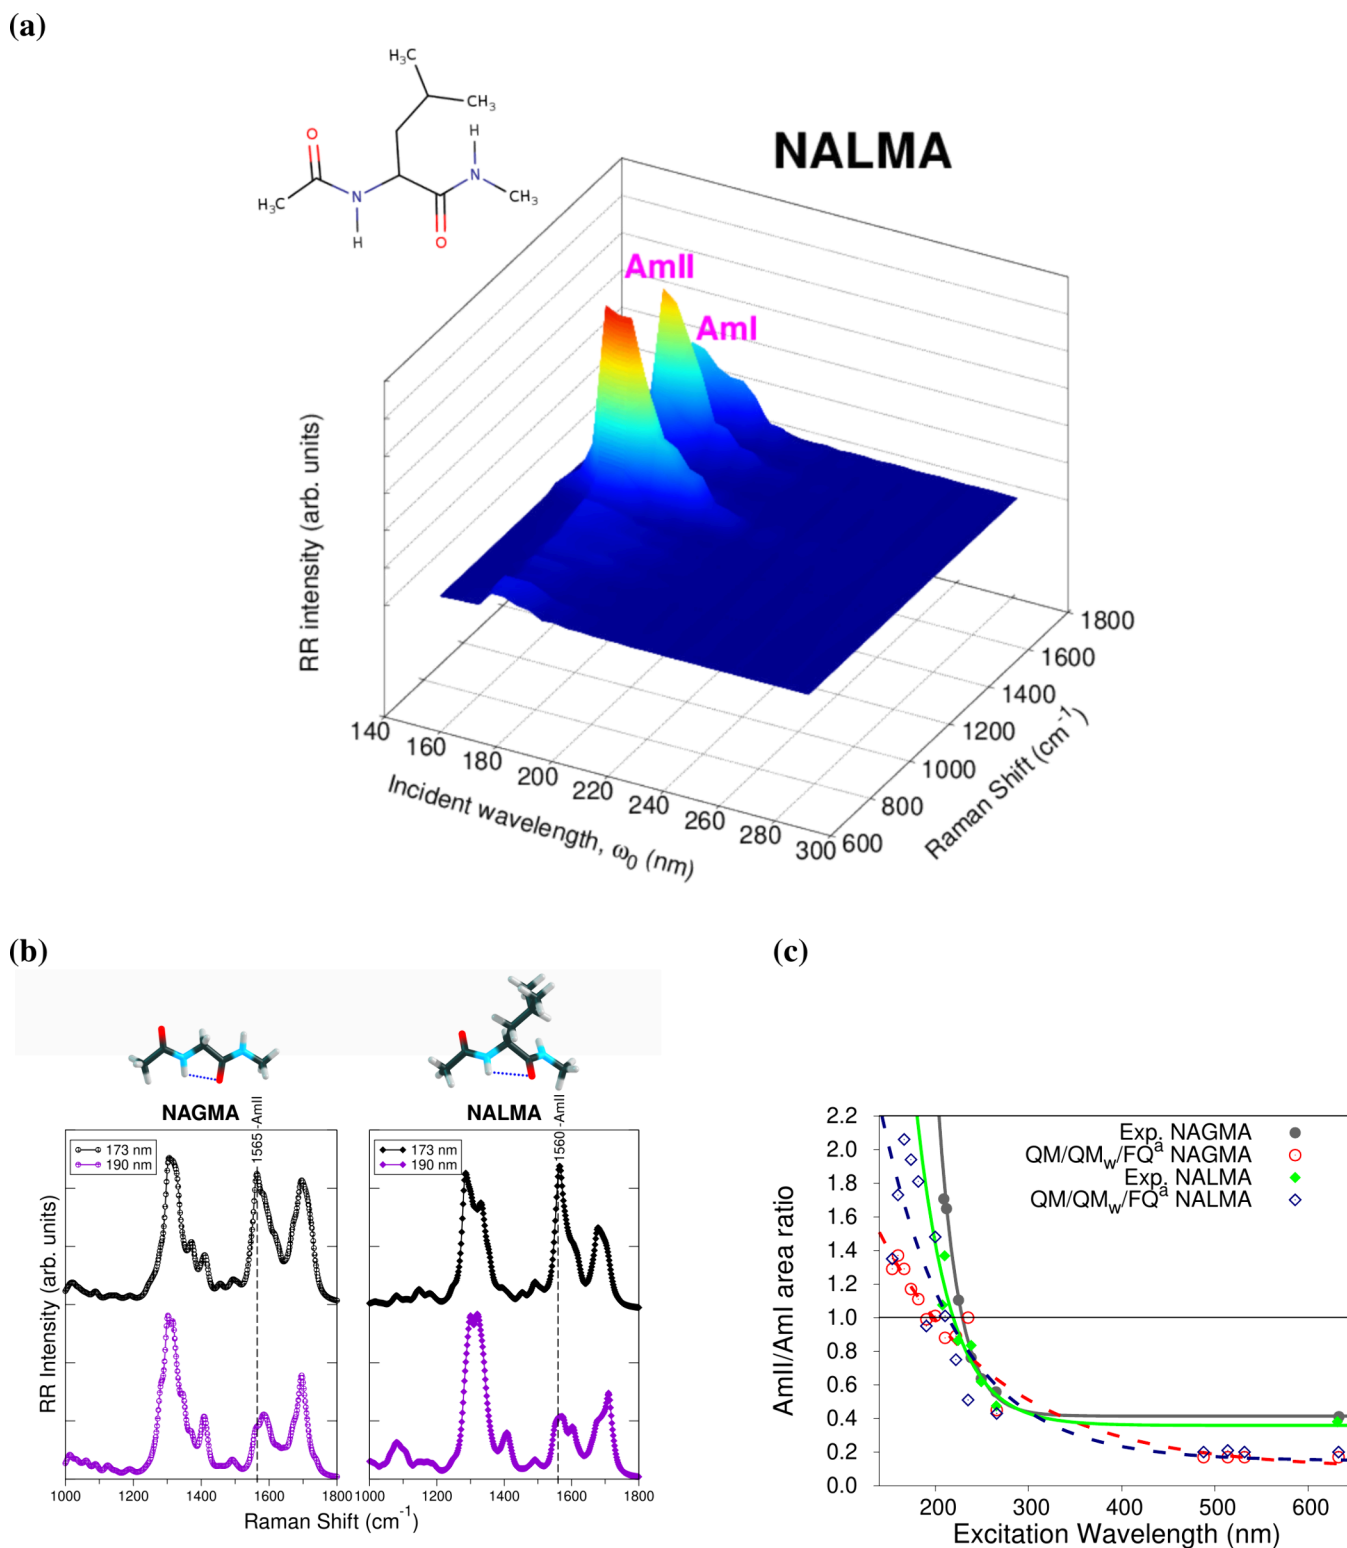 (a)
H₃C
CH₃
O
H
N
H₃C
N
CH₃
H
O
NALMA
AmII
AmI
RR intensity (arb. units)
140
160
180
200
220
240
260
280
300
Incident wavelength, ω₀ (nm)
600
800
1000
1200
1400
1600
1800
Raman Shift (cm⁻¹)
(b)
NAGMA
NALMA
1565 -AmII
1560 -AmII
173 nm
190 nm
173 nm
190 nm
RR Intensity (arb. units)
1000 1200 1400 1600 1800
1000 1200 1400 1600 1800
Raman Shift (cm⁻¹)
(c)
Exp. NAGMA
QM/QM_w/FQᵃ NAGMA
Exp. NALMA
QM/QM_w/FQᵃ NALMA
AmII/AmI area ratio
2.2
2.0
1.8
1.6
1.4
1.2
1.0
0.8
0.6
0.4
0.2
0.0
200 300 400 500 600
Excitation Wavelength (nm)